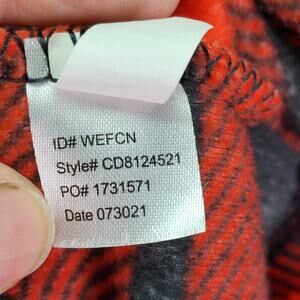 ID# WEFCN
Style# CD8124521
PO# 1731571
Date 073021